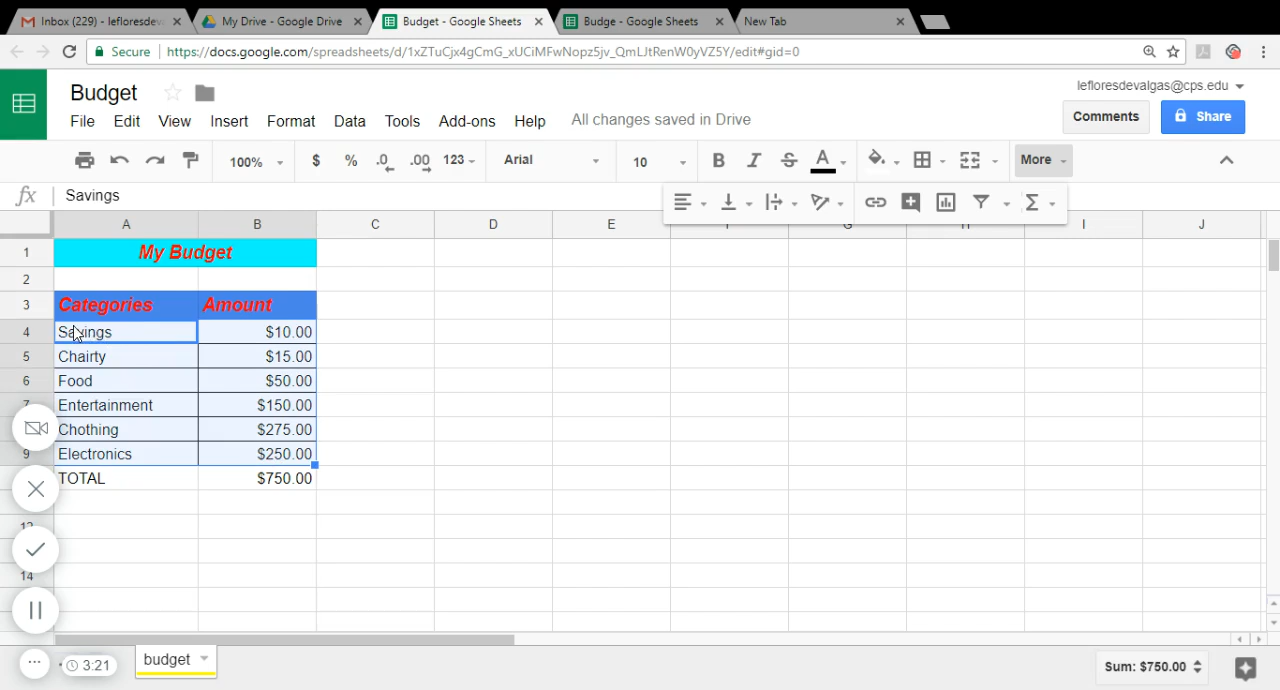 Inbox (229) - lefloresdev
My Drive - Google Drive
Budget - Google Sheets
Budge - Google Sheets
New Tab
Secure
https://docs.google.com/spreadsheets/d/1xZTuCjx4gCmG_xUCiMFwNopz5jv_QmLJtRenW0yVZ5Y/edit#gid=0
Budget
lefloresdevalgas@cps.edu
File Edit View Insert Format Data Tools Add-ons Help All changes saved in Drive
Comments
Share
100% $ % .0 .00 123 Arial 10 B I S A More
fx Savings
A B C D E F G H I J
1 My Budget
2
3 Categories Amount
4 Savings $10.00
5 Chairty $15.00
6 Food $50.00
7 Entertainment $150.00
Chothing $275.00
9 Electronics $250.00
TOTAL $750.00
12
14
3:21
budget
Sum: $750.00